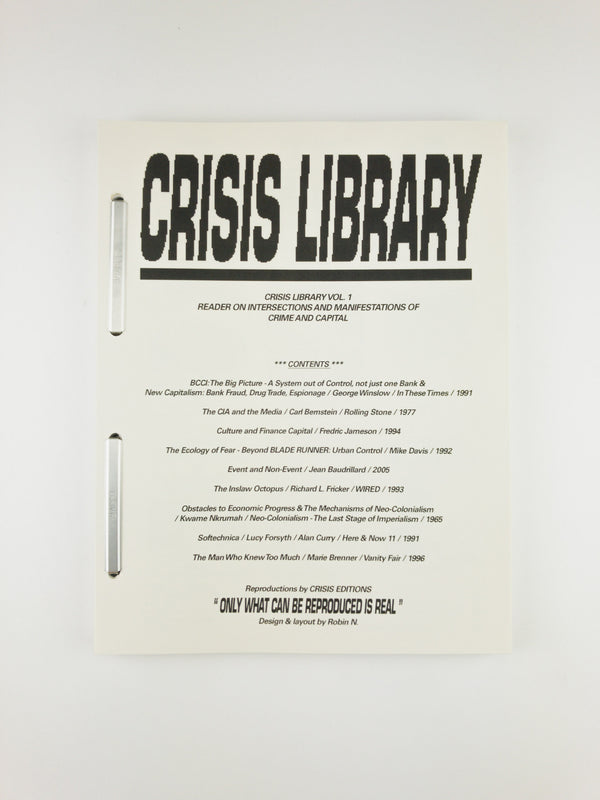 CRISIS LIBRARY
CRISIS LIBRARY VOL. 1
READER ON INTERSECTIONS AND MANIFESTATIONS OF
CRIME AND CAPITAL
*** CONTENTS ***
BCCI: The Big Picture - A System out of Control, not just one Bank &
New Capitalism: Bank Fraud, Drug Trade, Espionage / George Winslow / In These Times / 1991
The CIA and the Media / Carl Bernstein / Rolling Stone / 1977
Culture and Finance Capital / Fredric Jameson / 1994
The Ecology of Fear - Beyond BLADE RUNNER: Urban Control / Mike Davis / 1992
Event and Non-Event / Jean Baudrillard / 2005
The Inslaw Octopus / Richard L. Fricker / WIRED / 1993
Obstacles to Economic Progress & The Mechanisms of Neo-Colonialism
/ Kwame Nkrumah / Neo-Colonialism - The Last Stage of Imperialism / 1965
Softechnica / Lucy Forsyth / Alan Curry / Here & Now 11 / 1991
The Man Who Knew Too Much / Marie Brenner / Vanity Fair / 1996
Reproductions by CRISIS EDITIONS
"ONLY WHAT CAN BE REPRODUCED IS REAL"
Design & layout by Robin N.